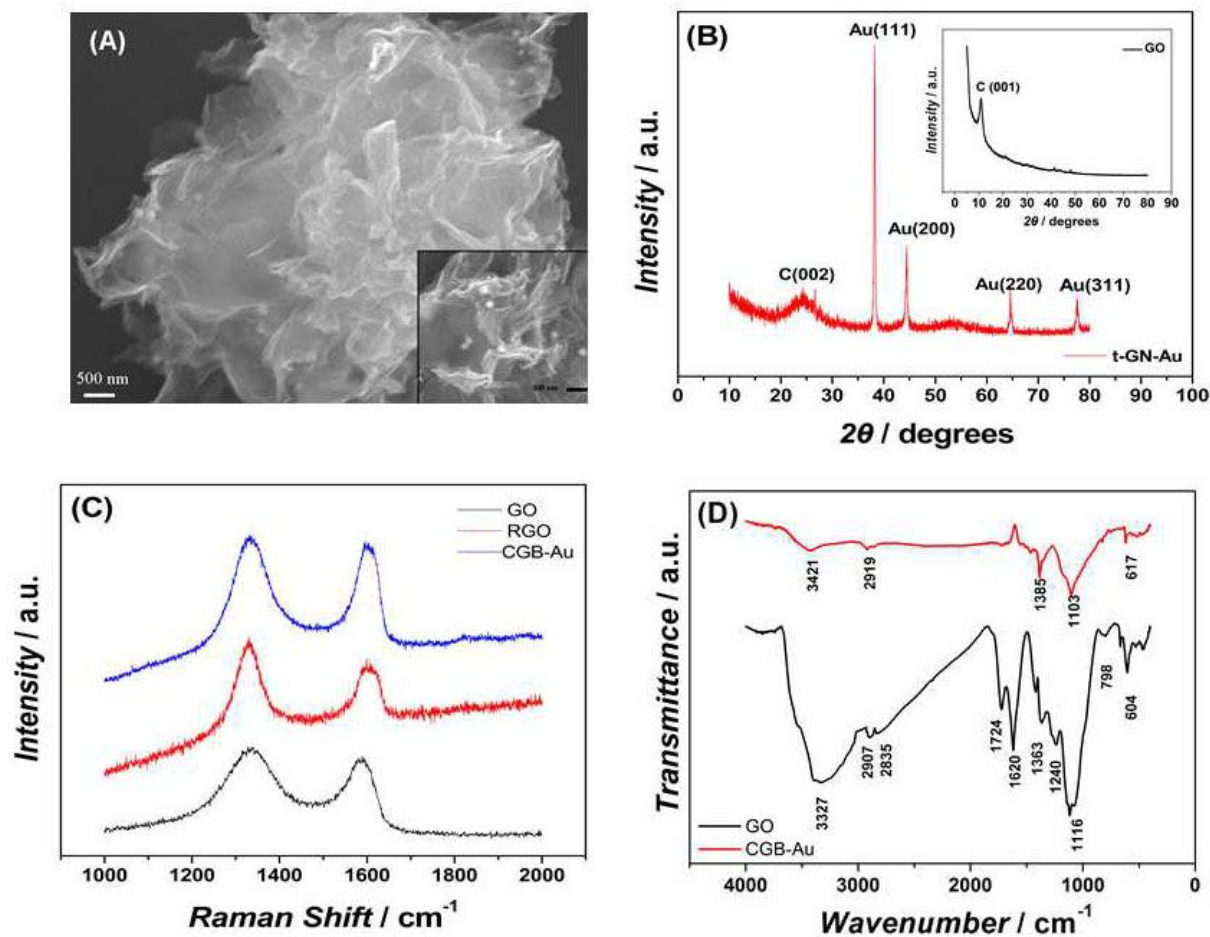 (A)
500 nm
(B)
Au(111)
C(002)
Au(200)
Au(220)
Au(311)
t-GN-Au
Intensity / a.u.
0 10 20 30 40 50 60 70 80 90 100
2θ / degrees
GO
C (001)
Intensity / a.u.
0 10 20 30 40 50 60 70 80 90
2θ / degrees
(C)
GO
RGO
CGB-Au
Intensity / a.u.
1000 1200 1400 1600 1800 2000
Raman Shift / cm⁻¹
(D)
3421
2919
1385
1103
617
3327
2907
2835
1724
1620
1363
1240
1116
798
604
GO
CGB-Au
Transmittance / a.u.
4000 3000 2000 1000 0
Wavenumber / cm⁻¹